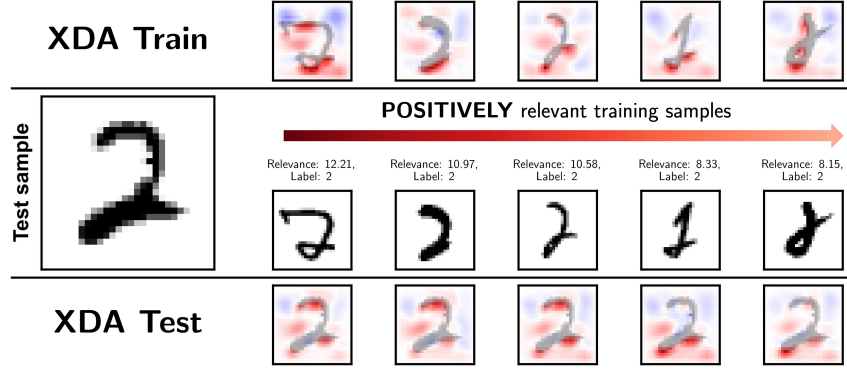 XDA Train
POSITIVELY relevant training samples
Test sample
Relevance: 12.21,
Label: 2
Relevance: 10.97,
Label: 2
Relevance: 10.58,
Label: 2
Relevance: 8.33,
Label: 2
Relevance: 8.15,
Label: 2
XDA Test